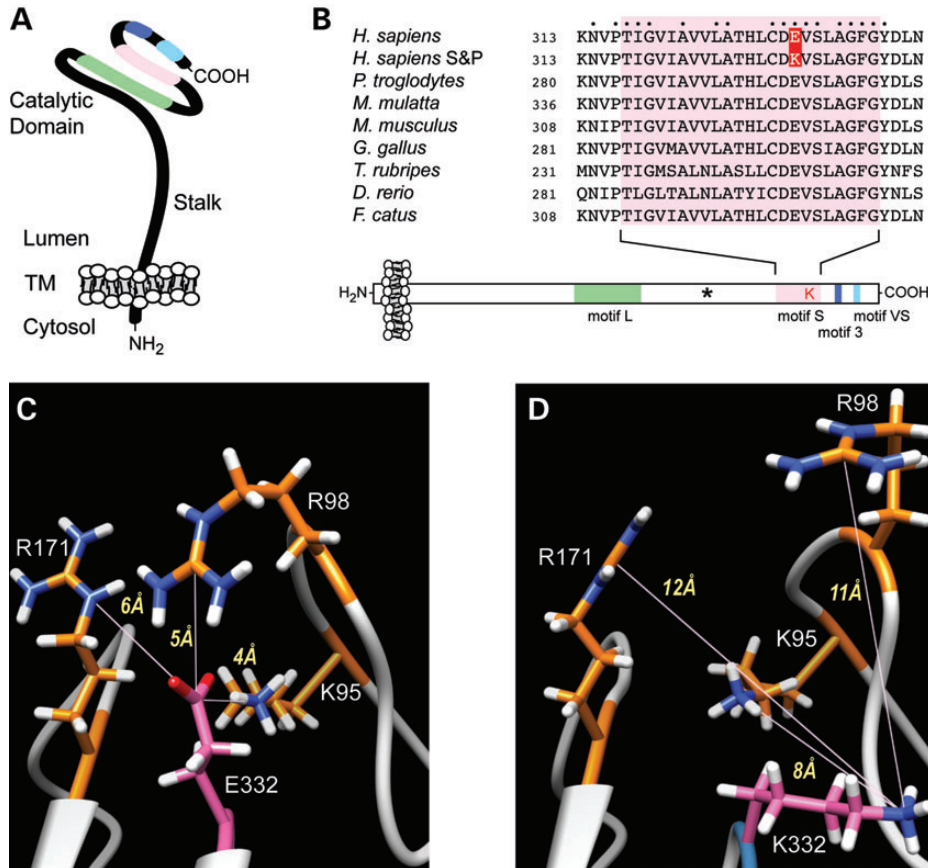 A
COOH
Catalytic
Domain
Stalk
Lumen
TM
Cytosol
NH2
B
H. sapiens 313 KNVPTIGVIAVVLATHLCDEVSLAGFGYDLN
H. sapiens S&P 313 KNVPTIGVIAVVLATHLCDKVSLAGFGYDLN
P. troglodytes 280 KNVPTIGVIAVVLATHLCDEVSLAGFGYDLS
M. mulatta 336 KNVPTIGVIAVVLATHLCDEVSLAGFGYDLN
M. musculus 308 KNIPTIGVIAVVLATHLCDEVSLAGFGYDLS
G. gallus 281 KNVPTIGVMAVVLATHLCDEVSLAGFGYDLN
T. rubripes 231 MNVPTIGMSALNLASLLCDEVSLAGFGYNFS
D. rerio 281 QNIPTLGLTALNLATYICDEVSLAGFGYNLS
F. catus 308 KNVPTIGVIAVVLATHLCDEVSLAGFGYDLN
H2N * K COOH
motif L motif S motif VS
motif 3
C
R98
R171
6Å
5Å
4Å
K95
E332
D
R98
R171
12Å
11Å
K95
8Å
K332